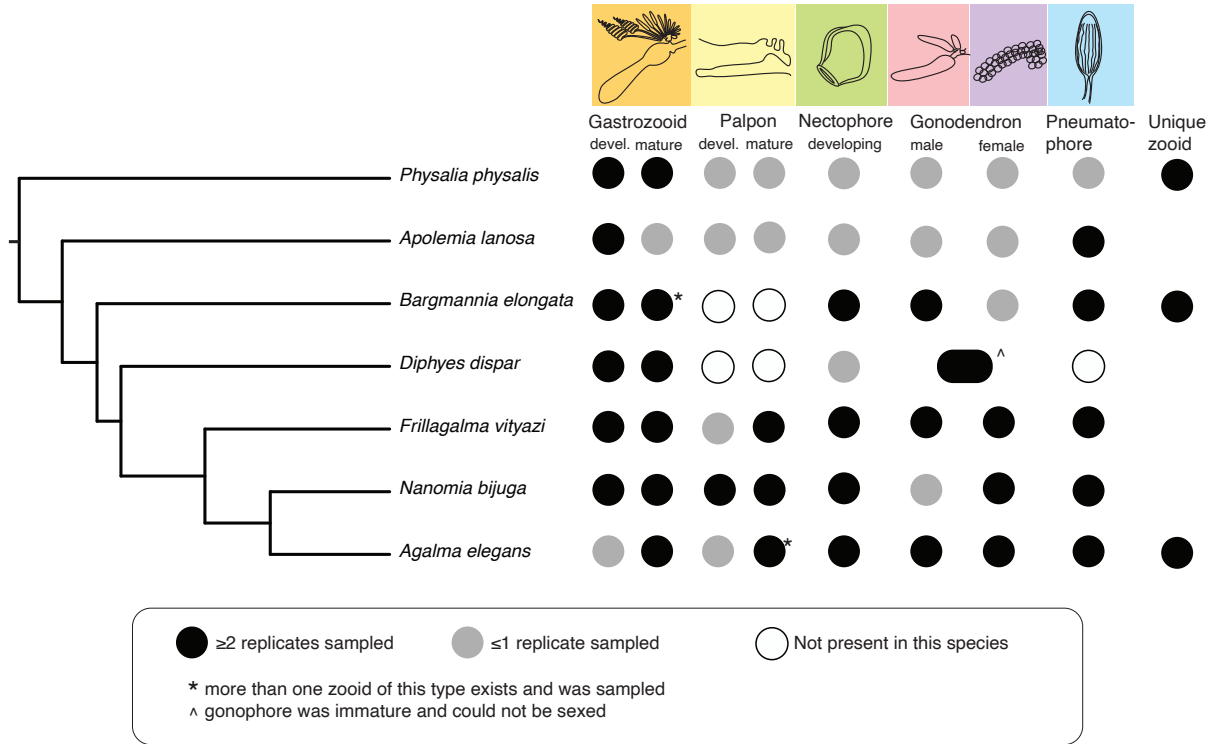 Gastrozooid Palpon Nectophore Gonodendron Pneumato-phore Unique zooid
devel. mature devel. mature developing male female
Physalia physalis
Apolemia lanosa
Bargmannia elongata
*
Diphyes dispar
^
Frillagalma vityazi
Nanomia bijuga
Agalma elegans
*
≥2 replicates sampled
≤1 replicate sampled
Not present in this species
* more than one zooid of this type exists and was sampled
^ gonophore was immature and could not be sexed